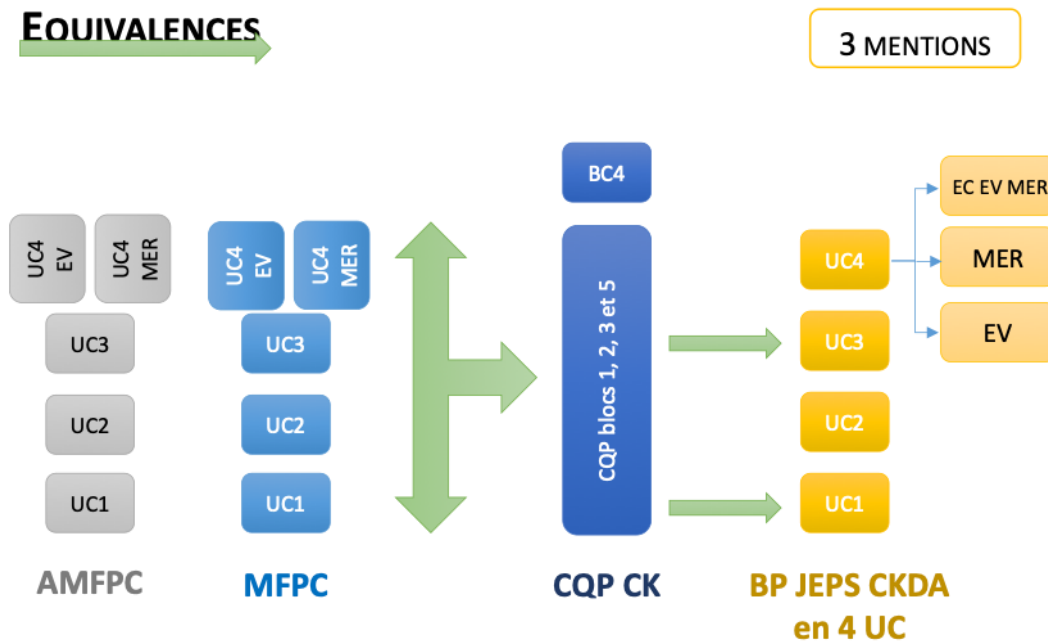 EQUIVALENCES
3 MENTIONS
UC4 EV
UC4 MER
UC3
UC2
UC1
AMFPC
UC4 EV
UC4 MER
UC3
UC2
UC1
MFPC
BC4
CQP blocs 1, 2, 3 et 5
CQP CK
UC4
UC3
UC2
UC1
BP JEPS CKDA
en 4 UC
EC EV MER
MER
EV